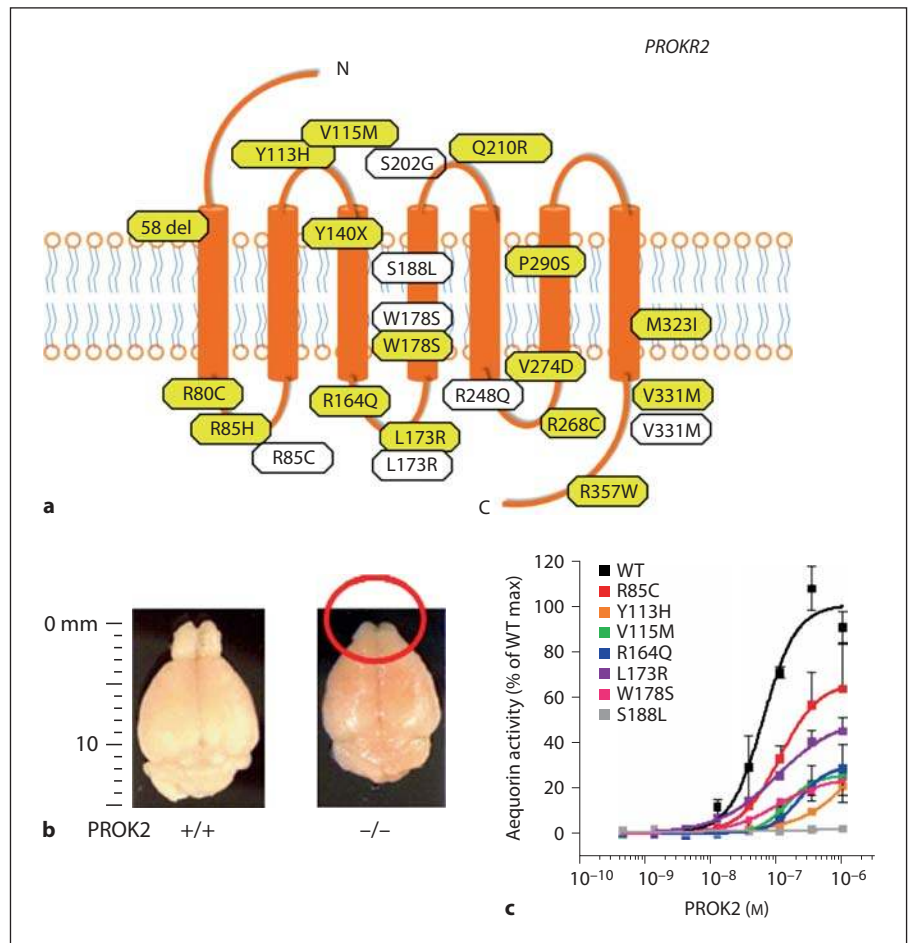 PROKR2
N
V115M
Y113H
S202G
Q210R
58 del
Y140X
S188L
P290S
W178S
W178S
M323I
V274D
R80C
R164Q
R248Q
V331M
R85H
R268C
V331M
L173R
R85C
L173R
R357W
C
a
0 mm
10
b PROK2 +/+ –/–
Aequorin activity (% of WT max)
120
100
80
60
40
20
0
WT
R85C
Y113H
V115M
R164Q
L173R
W178S
S188L
10–10 10–9 10–8 10–7 10–6
c PROK2 (M)